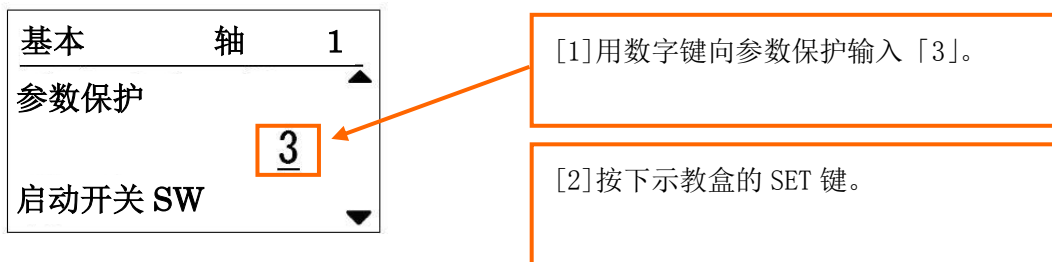 基本 轴 1
参数保护
3
启动开关 SW
[1]用数字键向参数保护输入「3」。
[2]按下示教盒的 SET 键。